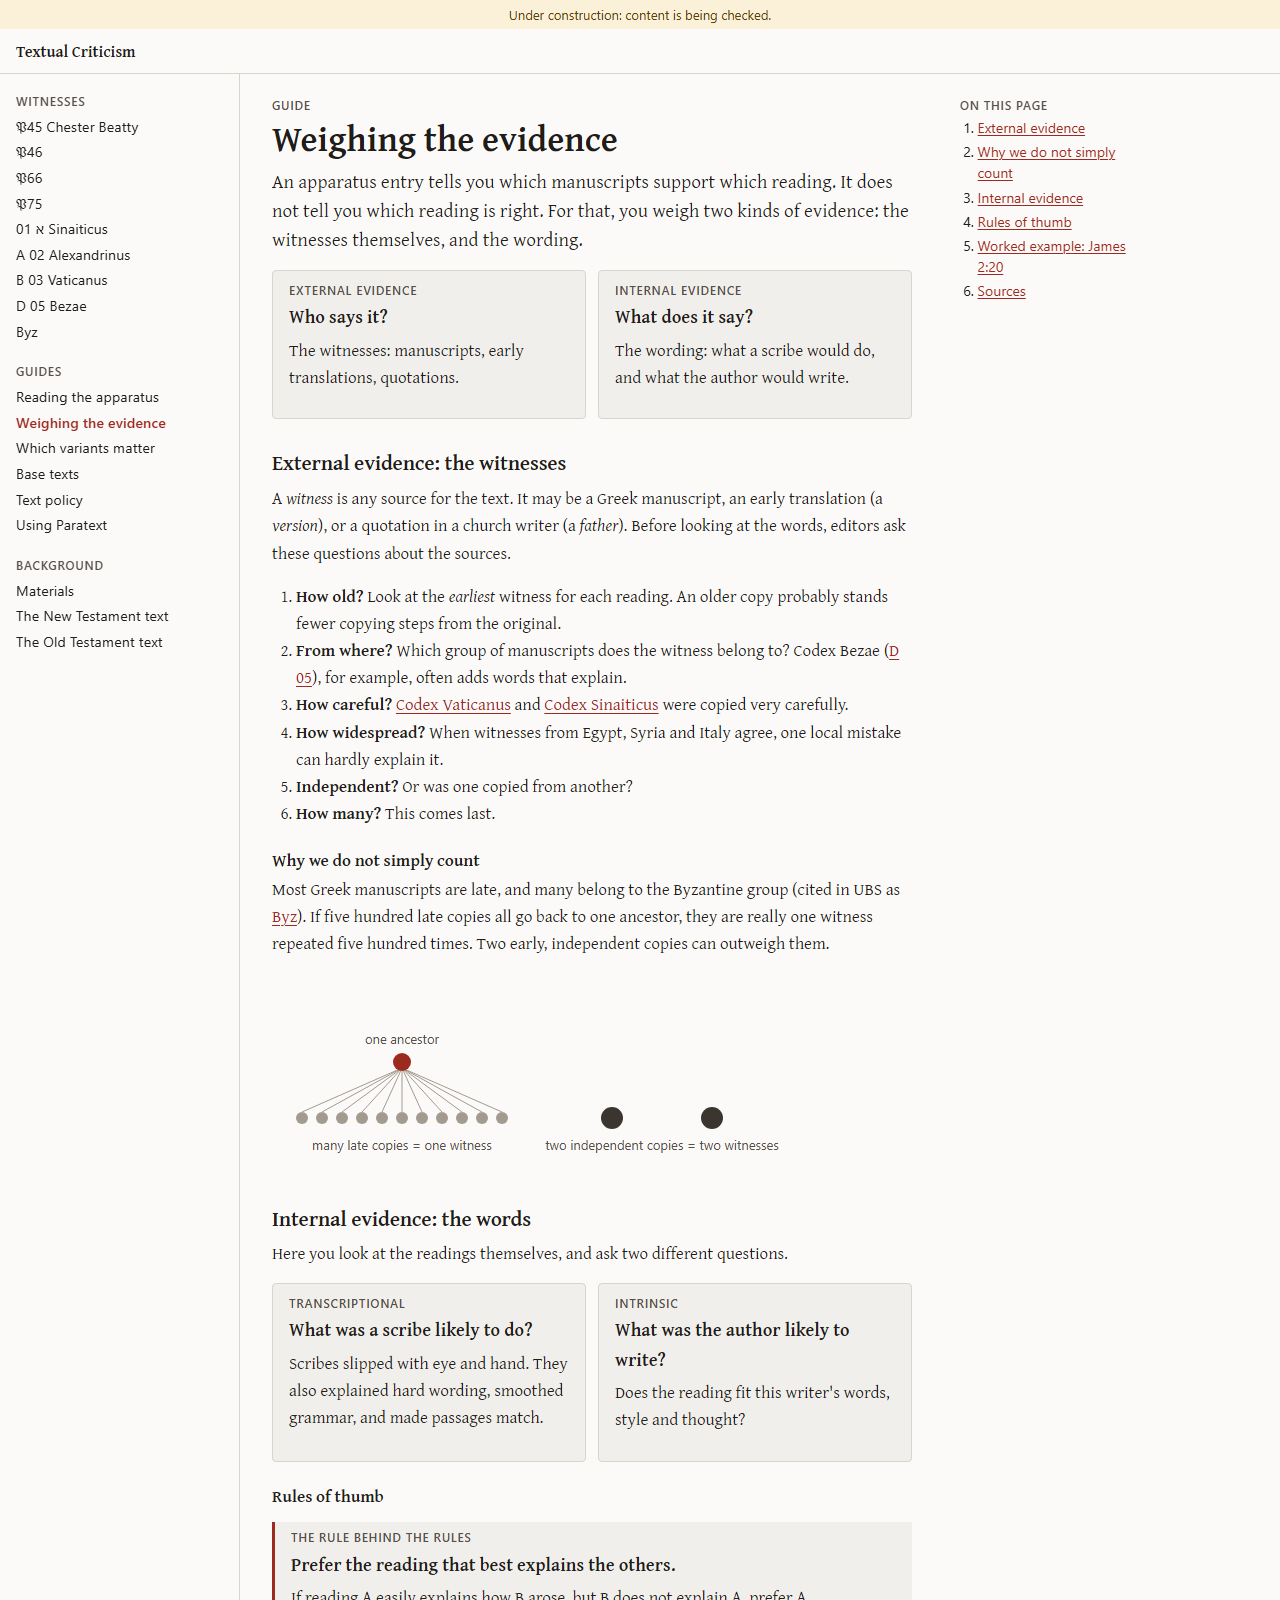 Under construction: content is being checked.
Textual Criticism
WITNESSES
𝔓45 Chester Beatty
𝔓46
𝔓66
𝔓75
01 א Sinaiticus
A 02 Alexandrinus
B 03 Vaticanus
D 05 Bezae
Byz
GUIDES
Reading the apparatus
Weighing the evidence
Which variants matter
Base texts
Text policy
Using Paratext
BACKGROUND
Materials
The New Testament text
The Old Testament text
GUIDE
Weighing the evidence
An apparatus entry tells you which manuscripts support which reading. It does
not tell you which reading is right. For that, you weigh two kinds of evidence: the
witnesses themselves, and the wording.
EXTERNAL EVIDENCE
Who says it?
The witnesses: manuscripts, early
translations, quotations.
INTERNAL EVIDENCE
What does it say?
The wording: what a scribe would do,
and what the author would write.
External evidence: the witnesses
A witness is any source for the text. It may be a Greek manuscript, an early translation (a
version), or a quotation in a church writer (a father). Before looking at the words, editors ask
these questions about the sources.
1. How old? Look at the earliest witness for each reading. An older copy probably stands
fewer copying steps from the original.
2. From where? Which group of manuscripts does the witness belong to? Codex Bezae (D
05), for example, often adds words that explain.
3. How careful? Codex Vaticanus and Codex Sinaiticus were copied very carefully.
4. How widespread? When witnesses from Egypt, Syria and Italy agree, one local mistake
can hardly explain it.
5. Independent? Or was one copied from another?
6. How many? This comes last.
Why we do not simply count
Most Greek manuscripts are late, and many belong to the Byzantine group (cited in UBS as
Byz). If five hundred late copies all go back to one ancestor, they are really one witness
repeated five hundred times. Two early, independent copies can outweigh them.
one ancestor
many late copies = one witness
two independent copies = two witnesses
Internal evidence: the words
Here you look at the readings themselves, and ask two different questions.
TRANSCRIPTIONAL
What was a scribe likely to do?
Scribes slipped with eye and hand. They
also explained hard wording, smoothed
grammar, and made passages match.
INTRINSIC
What was the author likely to
write?
Does the reading fit this writer's words,
style and thought?
Rules of thumb
THE RULE BEHIND THE RULES
Prefer the reading that best explains the others.
If reading A easily explains how B arose, but B does not explain A, prefer A.
ON THIS PAGE
1. External evidence
2. Why we do not simply
count
3. Internal evidence
4. Rules of thumb
5. Worked example: James
2:20
6. Sources